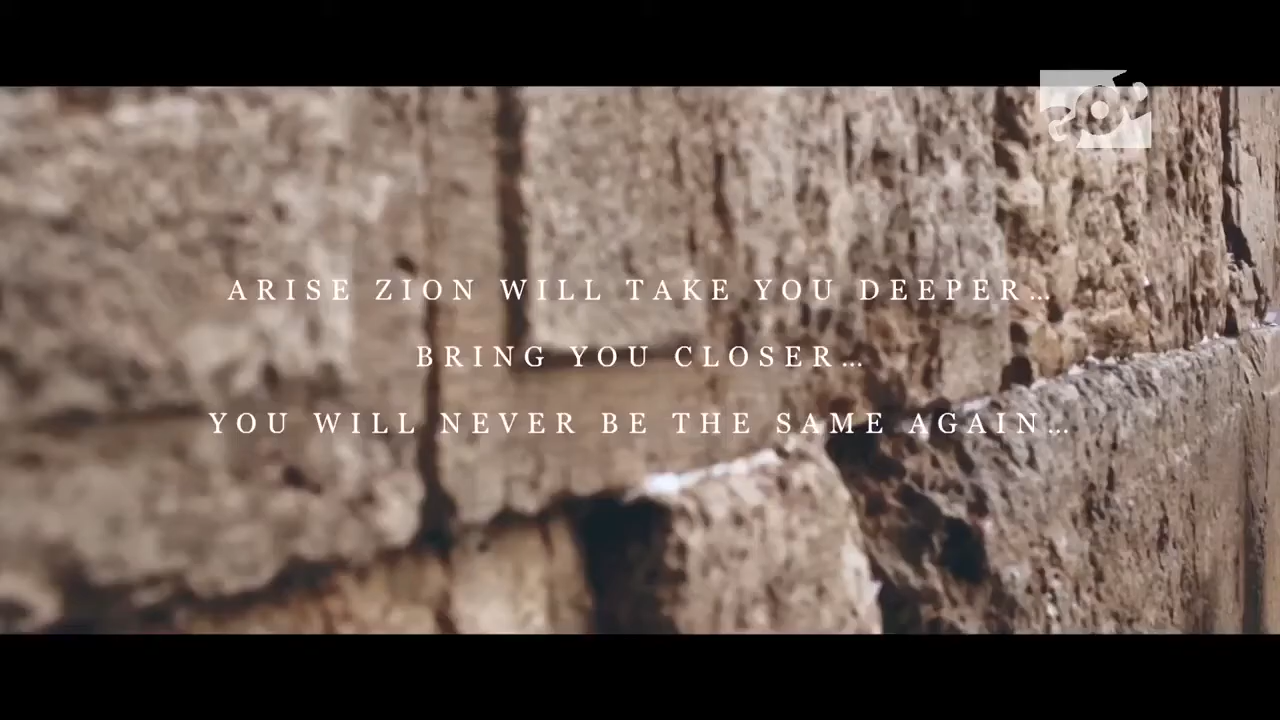 ARISE ZION WILL TAKE YOU DEEPER...
BRING YOU CLOSER...
YOU WILL NEVER BE THE SAME AGAIN...